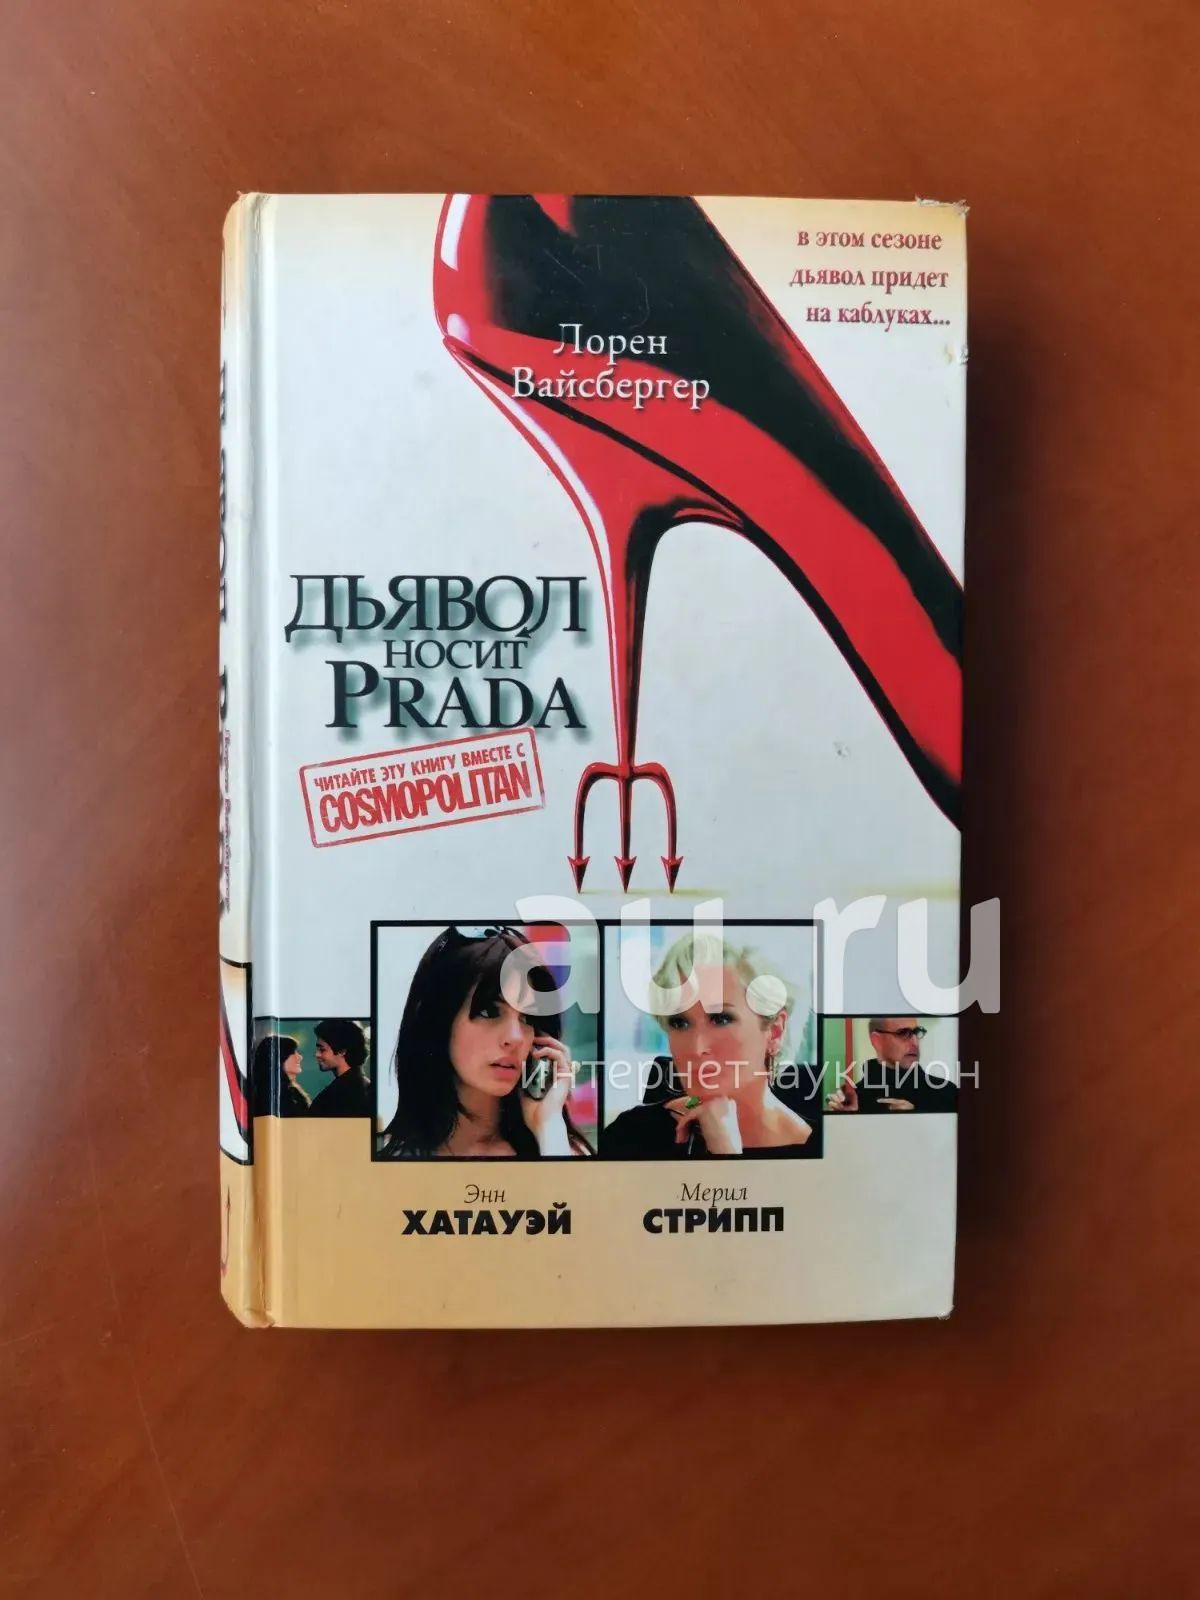 в этом сезоне
дьявол придет
на каблуках...
Лорен
Вайсбергер
ДЬЯВОЛ
НОСИТ
PRADA
ЧИТАЙТЕ ЭТУ КНИГУ ВМЕСТЕ С
COSMOPOLITAN
au.ru
интернет-аукцион
Энн
ХАТАУЭЙ
Мерил
СТРИПП